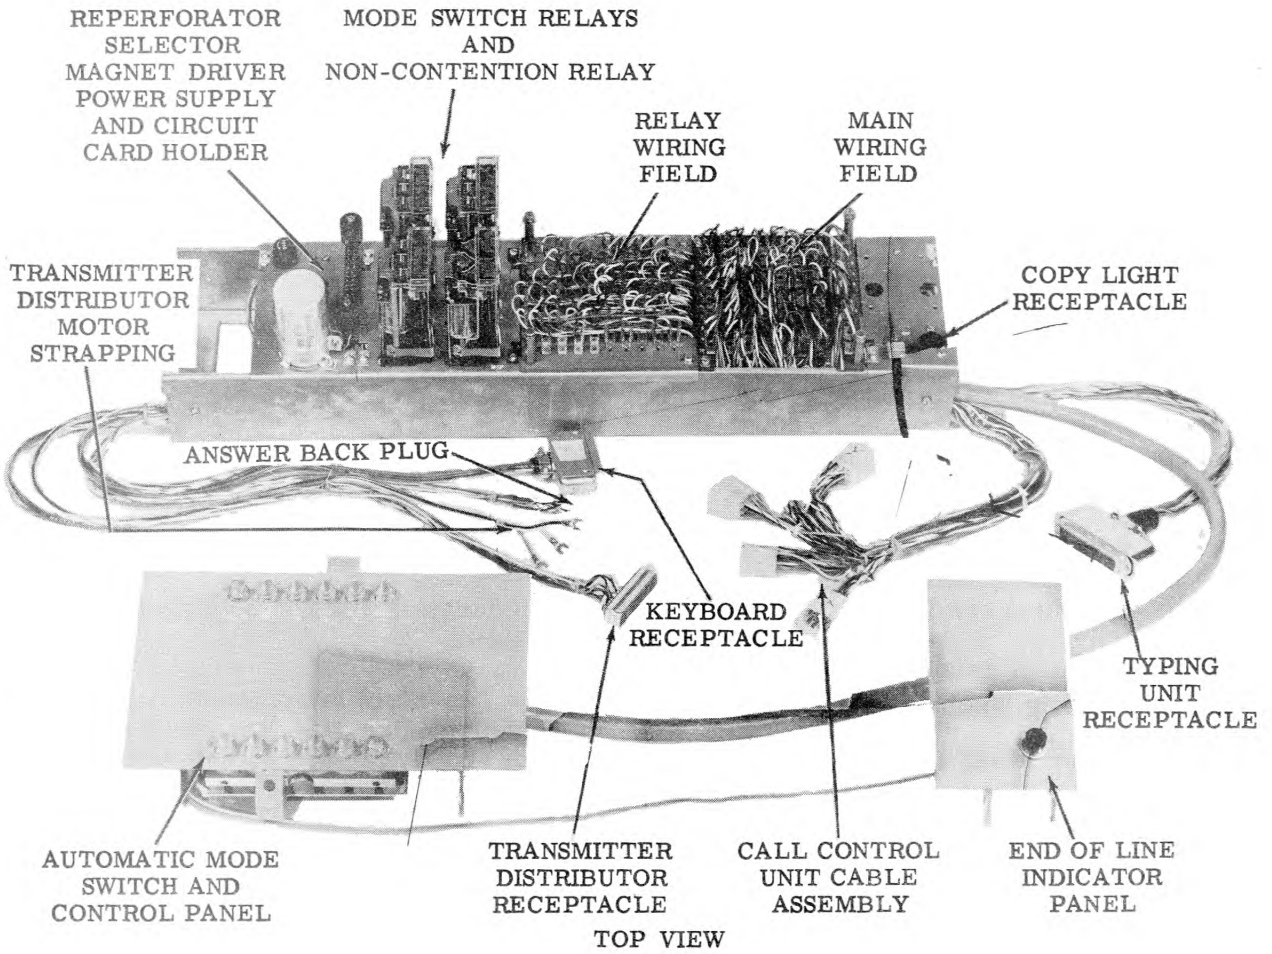 REPERFORATOR
SELECTOR
MAGNET DRIVER
POWER SUPPLY
AND CIRCUIT
CARD HOLDER
MODE SWITCH RELAYS
AND
NON-CONTENTION RELAY
RELAY
WIRING
FIELD
MAIN
WIRING
FIELD
TRANSMITTER
DISTRIBUTOR
MOTOR
STRAPPING
COPY LIGHT
RECEPTACLE
ANSWER BACK PLUG
KEYBOARD
RECEPTACLE
TYPING
UNIT
RECEPTACLE
AUTOMATIC MODE
SWITCH AND
CONTROL PANEL
TRANSMITTER
DISTRIBUTOR
RECEPTACLE
CALL CONTROL
UNIT CABLE
ASSEMBLY
END OF LINE
INDICATOR
PANEL
TOP VIEW